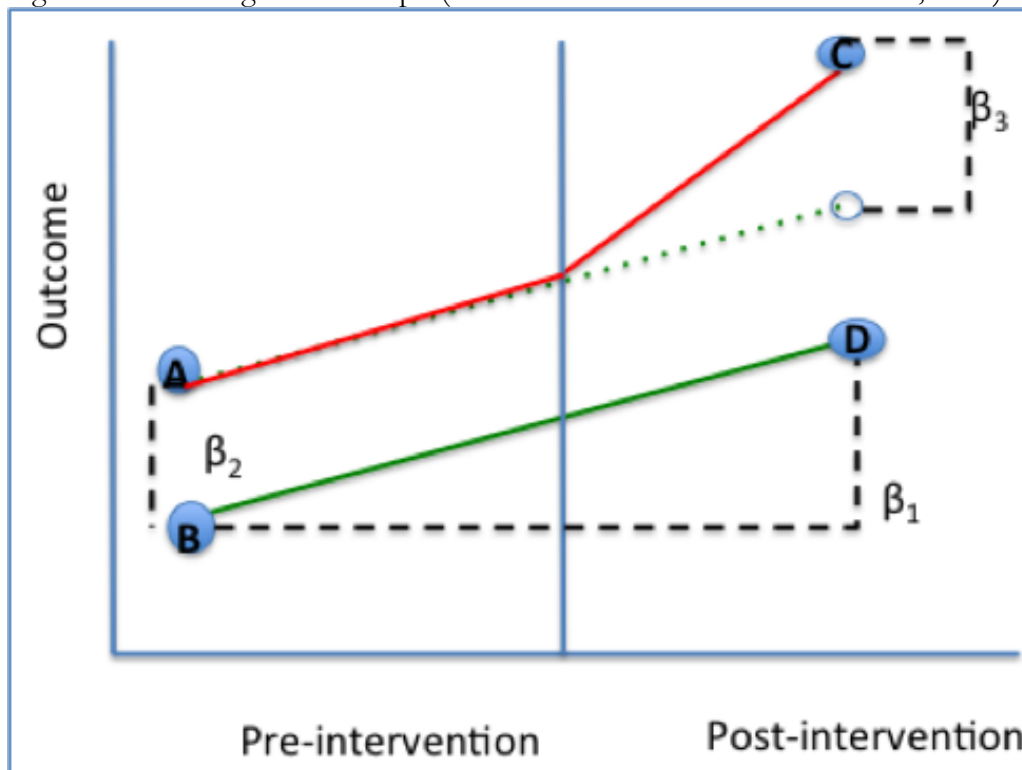 C
β3
Outcome
D
A
β2
β1
B
Pre-intervention
Post-intervention